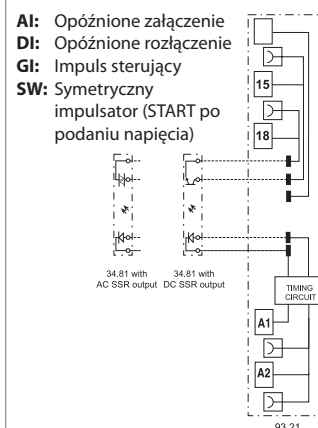 AI: Opóźnione załączenie
DI: Opóźnione rozłączenie
GI: Impuls sterujący
SW: Symetryczny
impulsator (START po
podaniu napięcia)
15
18
34.81 with
AC SSR output
34.81 with
DC SSR output
TIMING
CIRCUIT
A1
A2
93.21